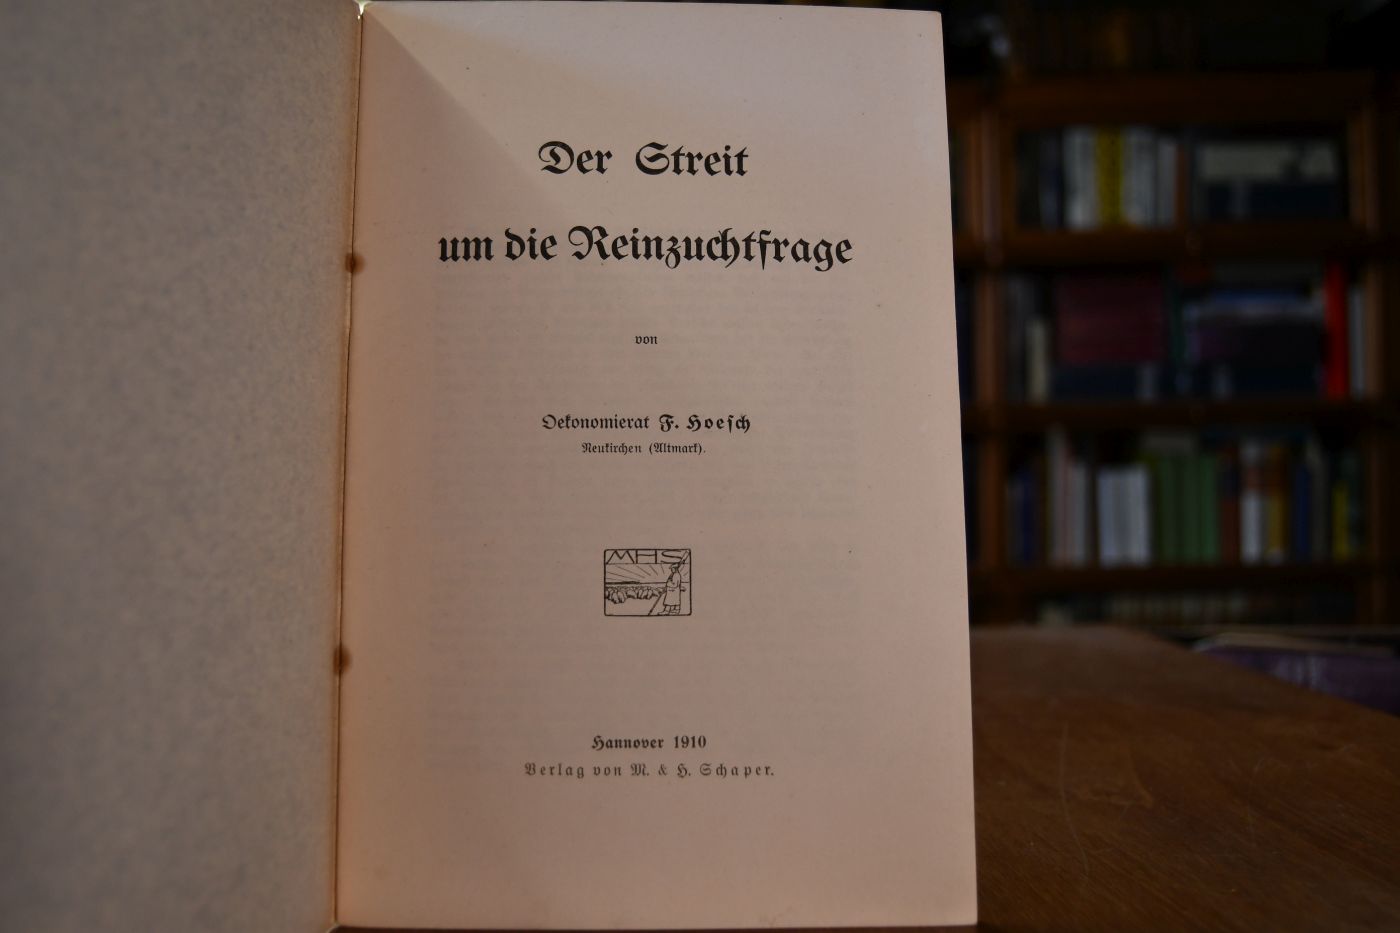 Der Streit
um die Reinzuchtfrage
von
Oekonomierat F. Hoesch
Neukirchen (Altmark).
MHS
Hannover 1910
Verlag von M. & H. Schaper.